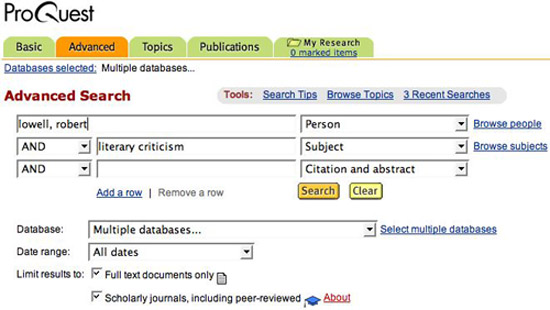 ProQuest
Basic Advanced Topics Publications My Research
0 marked items
Databases selected: Multiple databases...
Advanced Search Tools: Search Tips Browse Topics 3 Recent Searches
lowell, robert Person Browse people
AND literary criticism Subject Browse subjects
AND Citation and abstract
Add a row | Remove a row Search Clear
Database: Multiple databases... Select multiple databases
Date range: All dates
Limit results to: Full text documents only
Scholarly journals, including peer-reviewed About